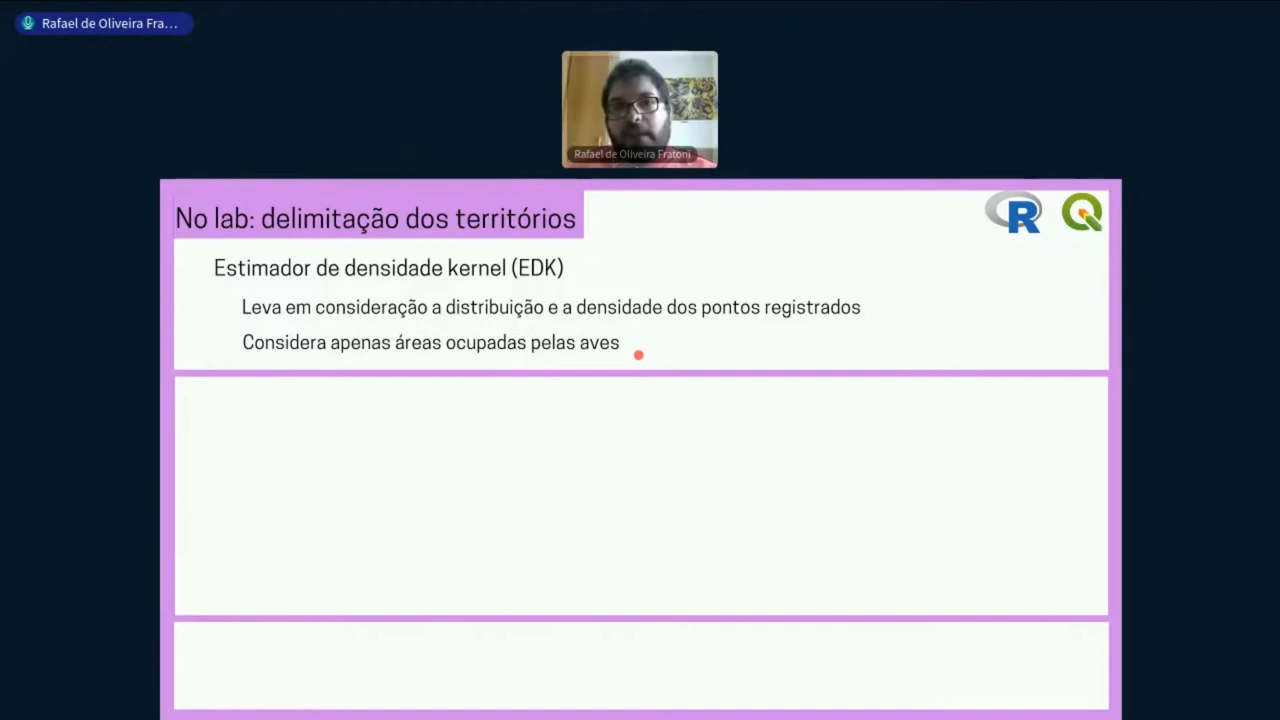 Rafael de Oliveira Fra...
Rafael de Oliveira Fratoni
No lab: delimitação dos territórios
R
Q
Estimador de densidade kernel (EDK)
Leva em consideração a distribuição e a densidade dos pontos registrados
Considera apenas áreas ocupadas pelas aves